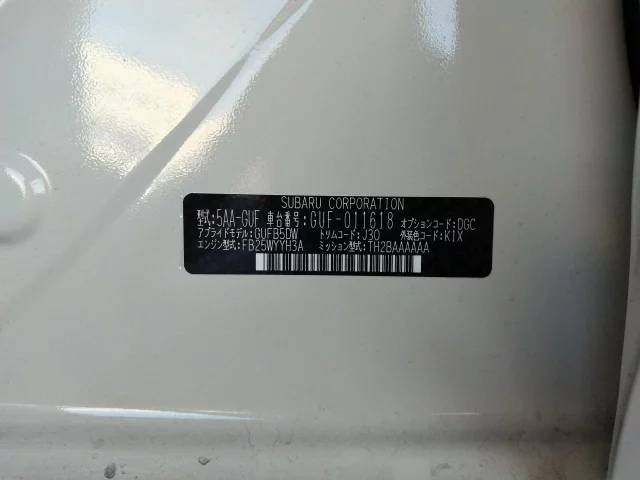 SUBARU CORPORATION
型式:5AA-GUF 車台番号:GUF-011618 オプションコード:DGC
アプライドモデル:GUFB5DW トリムコード:J30 外装色コード:K1X
エンジン型式:FB25WYYH3A ミッション型式:TH2BAAAAAA